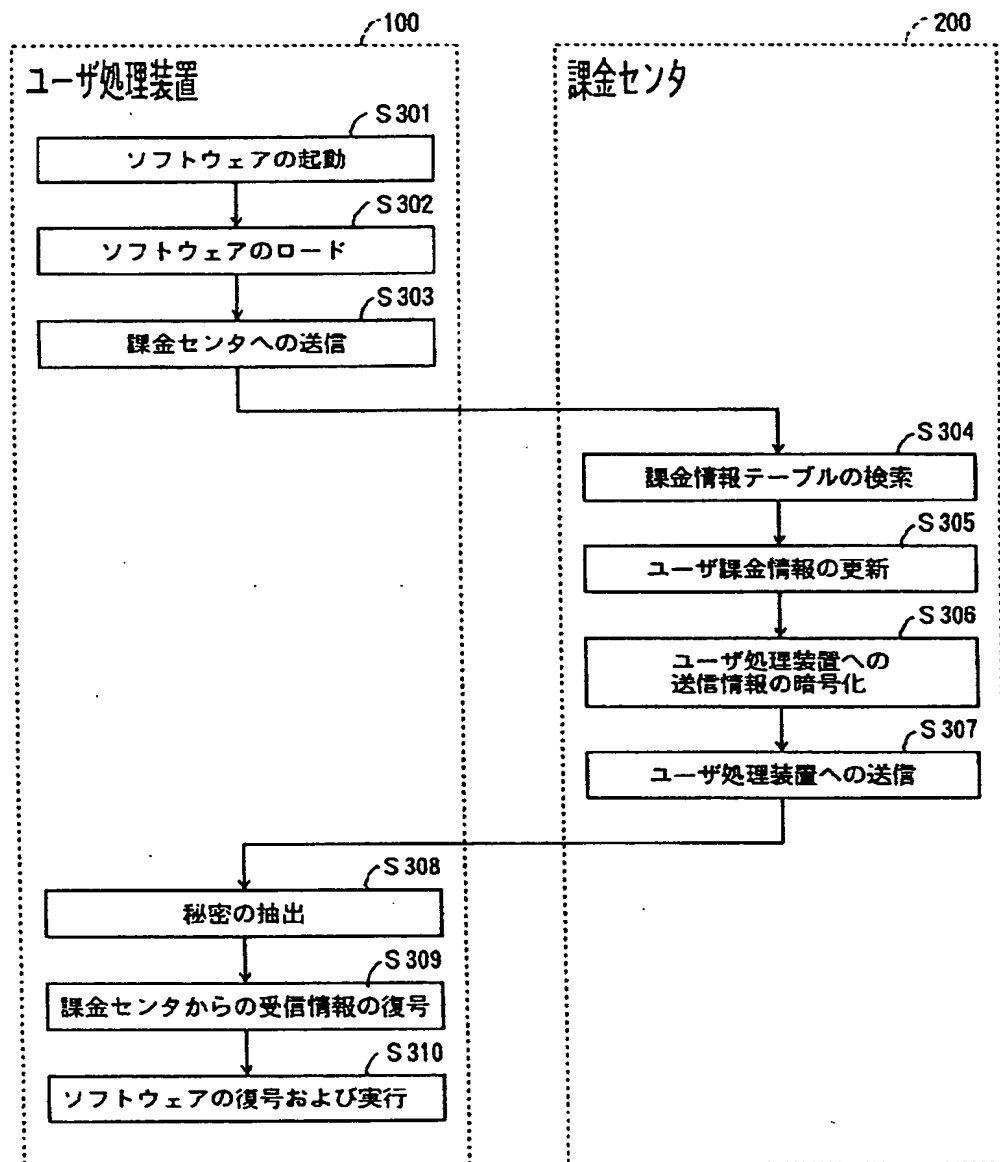 100
200
ユーザ処理装置
課金センタ
S301
ソフトウェアの起動
S302
ソフトウェアのロード
S303
課金センタへの送信
S304
課金情報テーブルの検索
S305
ユーザ課金情報の更新
S306
ユーザ処理装置への
送信情報の暗号化
S307
ユーザ処理装置への送信
S308
秘密の抽出
S309
課金センタからの受信情報の復号
S310
ソフトウェアの復号および実行